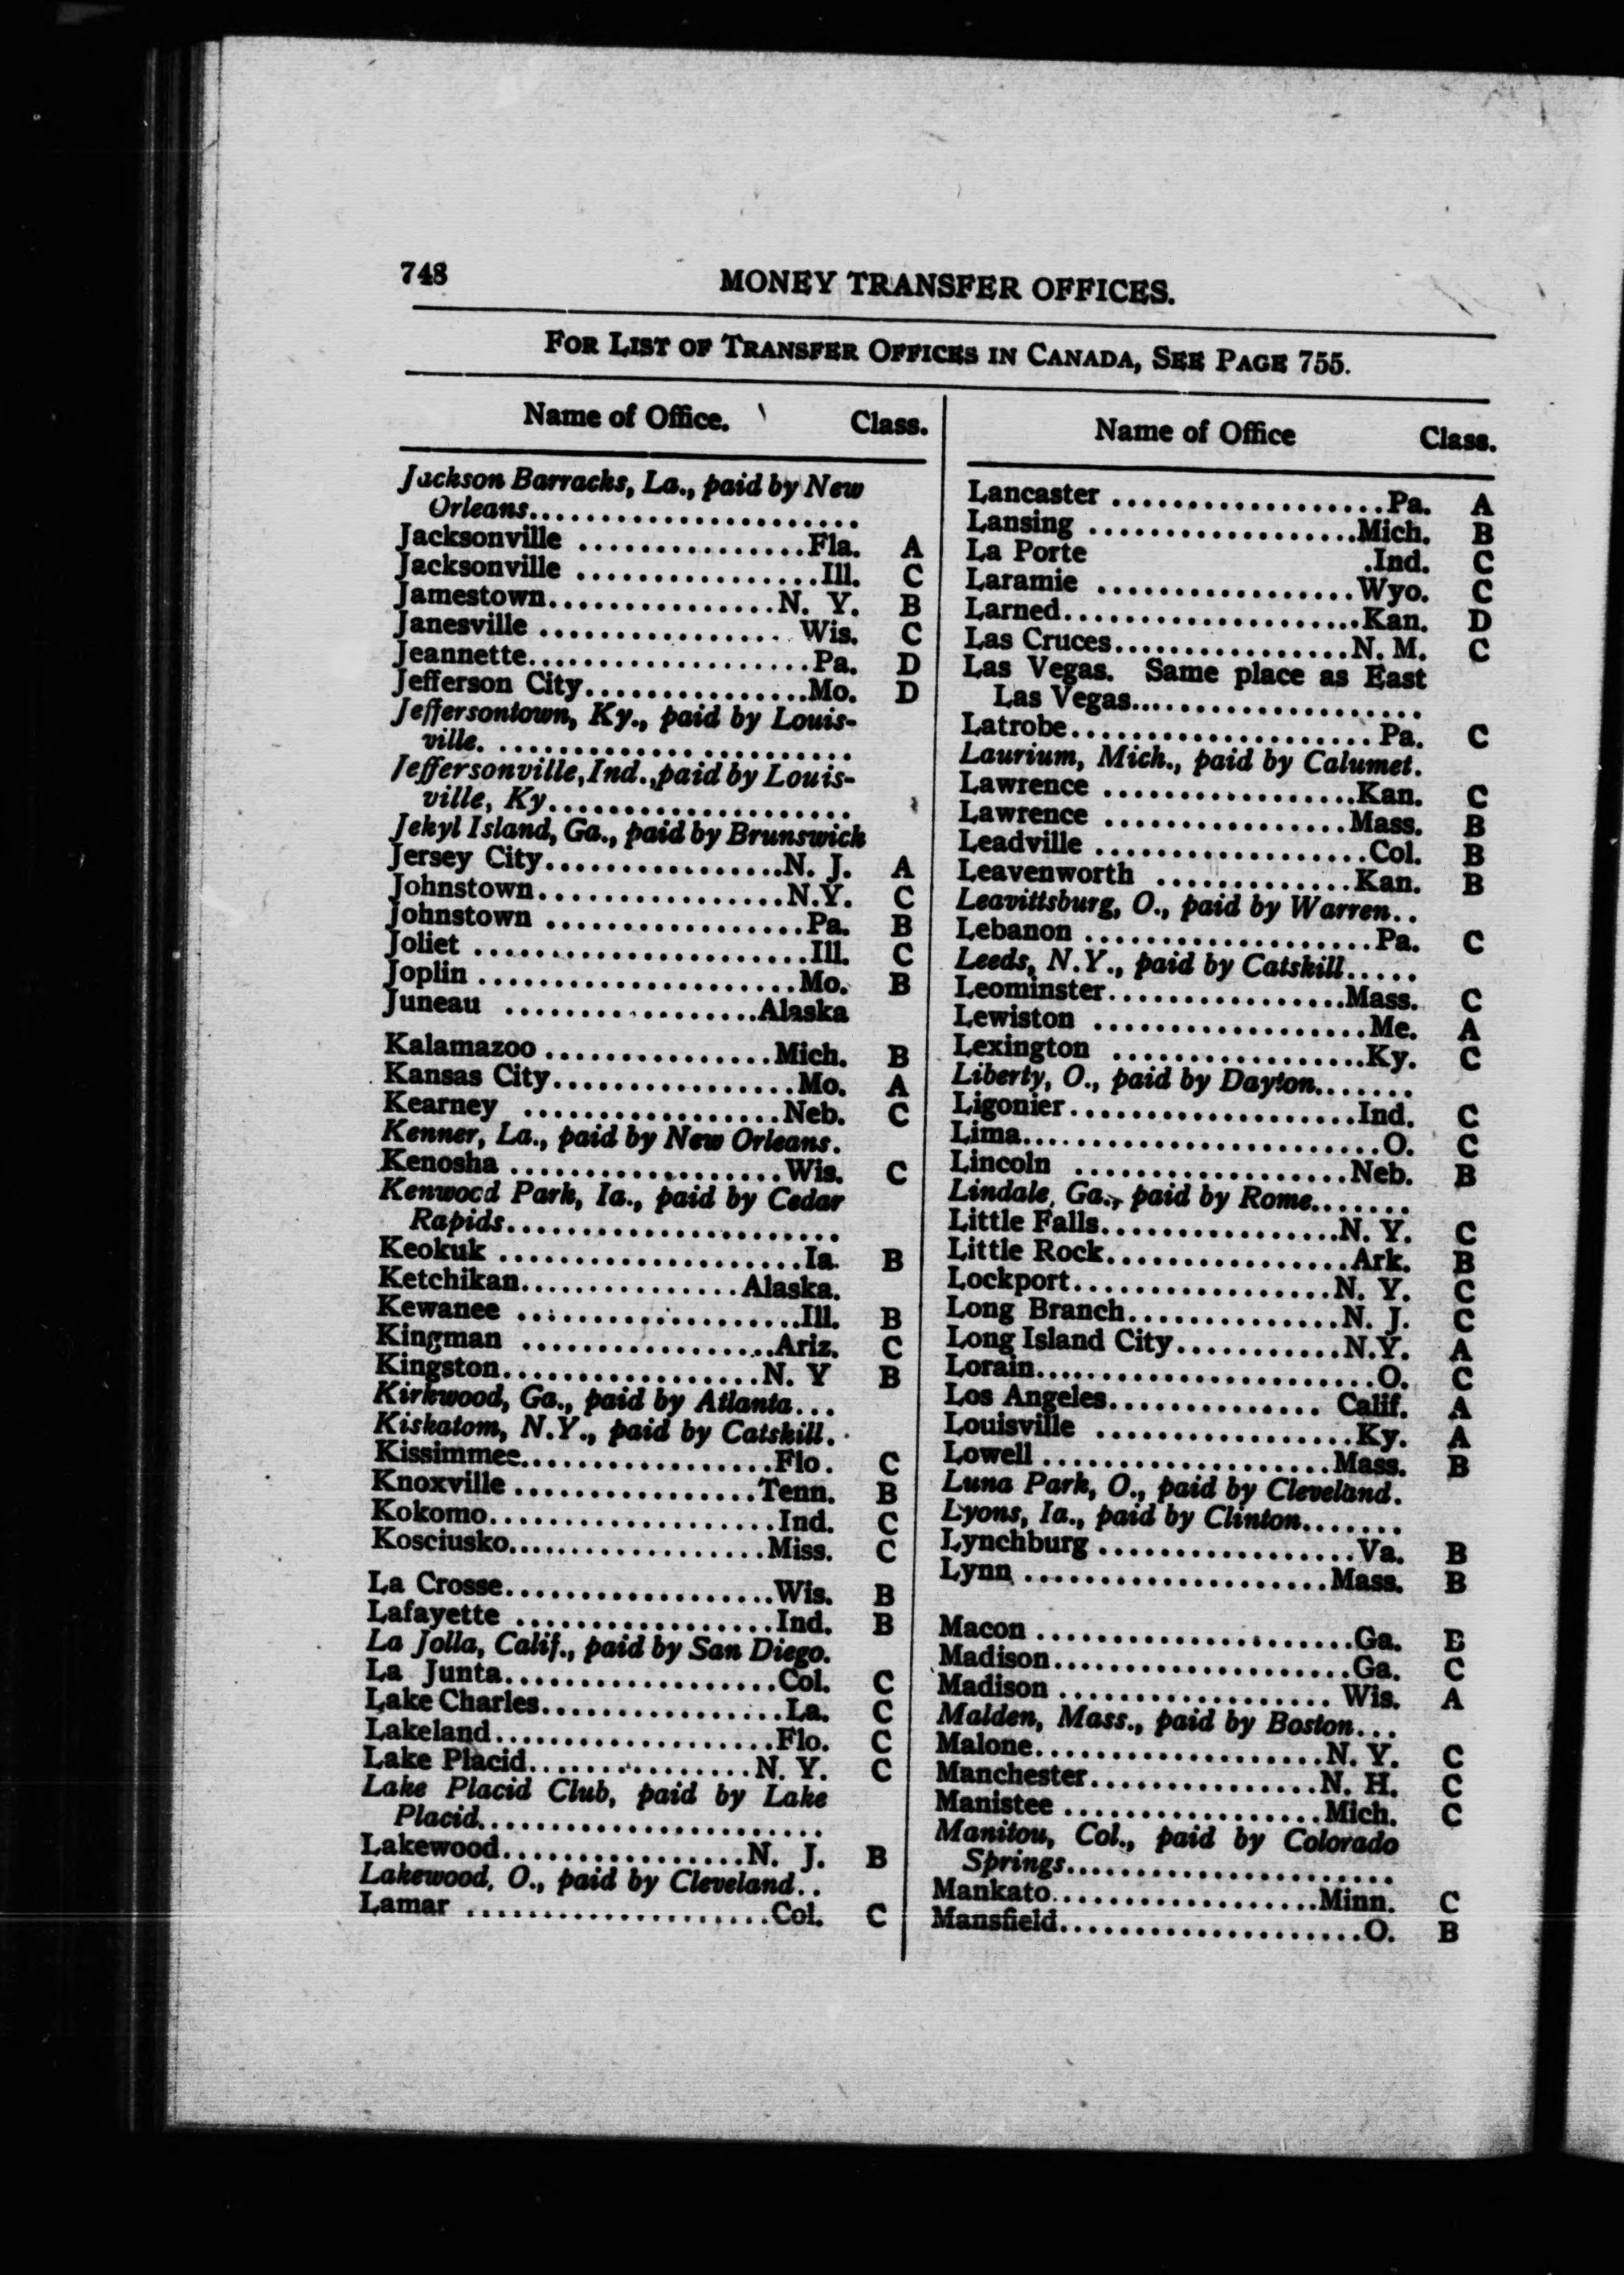 748
MONEY TRANSFER OFFICES.
FOR LIST OF TRANSFER OFFICES IN CANADA, SEE PAGE 755.
Name of Office. Class.
Jackson Barracks, La., paid by New
Orleans......................
Jacksonville ...............Fla. A
Jacksonville ................Ill. C
Jamestown...............N. Y. B
Janesville .................Wis. C
Jeannette...................Pa. D
Jefferson City...............Mo. D
Jeffersontown, Ky., paid by Louis-
ville. ........................
Jeffersonville, Ind., paid by Louis-
ville, Ky....................
Jekyl Island, Ga., paid by Brunswick
Jersey City................N. J. A
Johnstown.................N.Y. C
Johnstown .................Pa. B
Joliet ......................Ill. C
Joplin .....................Mo. B
Juneau .................Alaska
Kalamazoo ...............Mich. B
Kansas City................Mo. A
Kearney .................Neb. C
Kenner, La., paid by New Orleans.
Kenosha ..................Wis. C
Kenwood Park, Ia., paid by Cedar
Rapids......................
Keokuk ....................Ia. B
Ketchikan...............Alaska.
Kewanee ...................Ill. B
Kingman .................Ariz. C
Kingston.................N. Y B
Kirkwood, Ga., paid by Atlanta...
Kiskatom, N.Y., paid by Catskill.
Kissimmee.................Flo. C
Knoxville ................Tenn. B
Kokomo...................Ind. C
Kosciusko.................Miss. C
La Crosse..................Wis. B
Lafayette .................Ind. B
La Jolla, Calif., paid by San Diego.
La Junta..................Col. C
Lake Charles................La. C
Lakeland...................Flo. C
Lake Placid...............N. Y. C
Lake Placid Club, paid by Lake
Placid.......................
Lakewood................N. J. B
Lakewood, O., paid by Cleveland..
Lamar ....................Col. C
Name of Office Class.
Lancaster ..................Pa. A
Lansing ..................Mich. B
La Porte .Ind. C
Laramie .................Wyo. C
Larned....................Kan. D
Las Cruces................N. M. C
Las Vegas. Same place as East
Las Vegas...................
Latrobe....................Pa. C
Laurium, Mich., paid by Calumet.
Lawrence .................Kan. C
Lawrence ................Mass. B
Leadville ..................Col. B
Leavenworth .............Kan. B
Leavittsburg, O., paid by Warren..
Lebanon ...................Pa. C
Leeds, N.Y., paid by Catskill.....
Leominster................Mass. C
Lewiston ..................Me. A
Lexington .................Ky. C
Liberty, O., paid by Dayton.......
Ligonier...................Ind. C
Lima........................O. C
Lincoln ..................Neb. B
Lindale, Ga., paid by Rome.......
Little Falls................N. Y. C
Little Rock................Ark. B
Lockport.................N. Y. C
Long Branch..............N. J. C
Long Island City...........N.Y. A
Lorain.......................O. C
Los Angeles.............. Calif. A
Louisville .................Ky. A
Lowell ...................Mass. B
Luna Park, O., paid by Cleveland.
Lyons, Ia., paid by Clinton.......
Lynchburg .................Va. B
Lynn ....................Mass. B
Macon .....................Ga. B
Madison....................Ga. C
Madison .................. Wis. A
Malden, Mass., paid by Boston...
Malone...................N. Y. C
Manchester...............N. H. C
Manistee .................Mich. C
Manitou, Col., paid by Colorado
Springs......................
Mankato..................Minn. C
Mansfield....................O. B